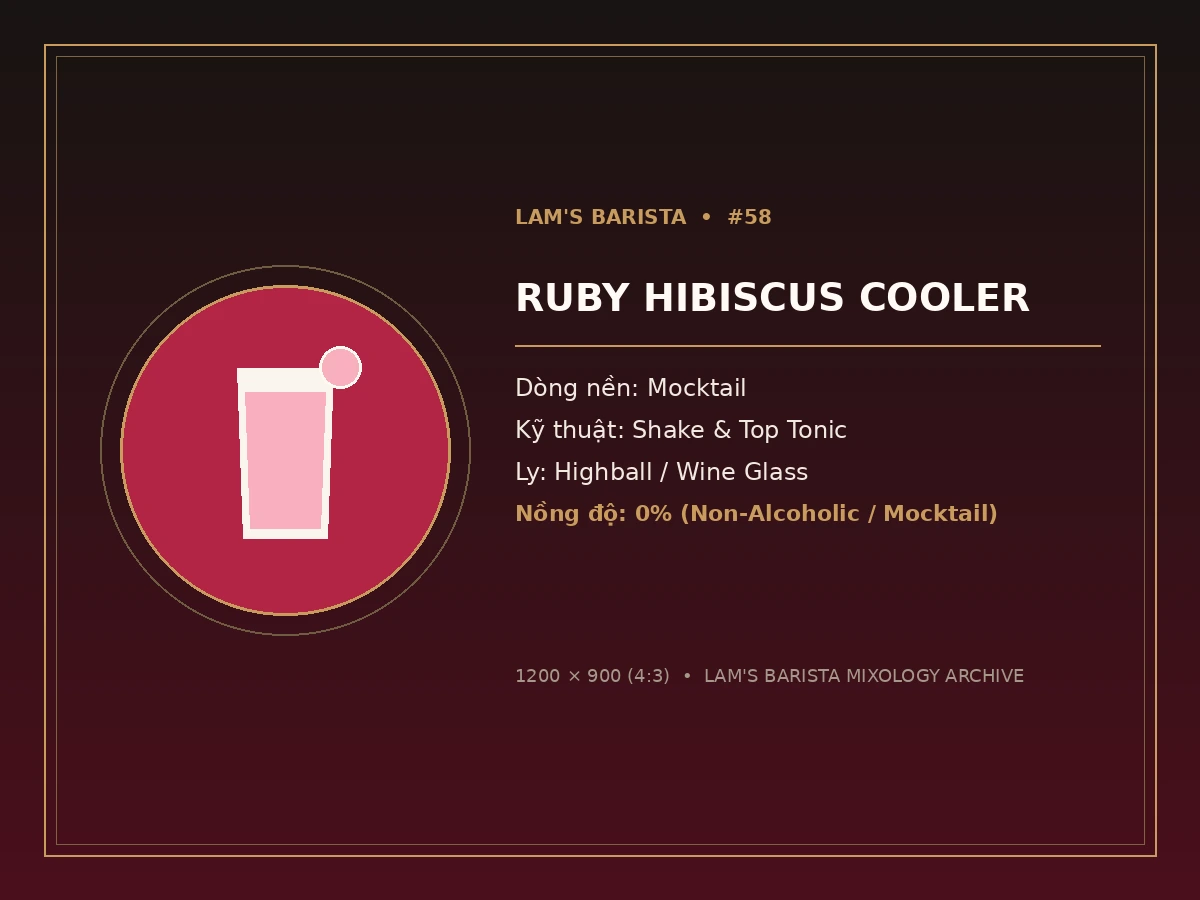 LAM'S BARISTA • #58
RUBY HIBISCUS COOLER
Dòng nền: Mocktail
Kỹ thuật: Shake & Top Tonic
Ly: Highball / Wine Glass
Nồng độ: 0% (Non-Alcoholic / Mocktail)
1200 × 900 (4:3) • LAM'S BARISTA MIXOLOGY ARCHIVE